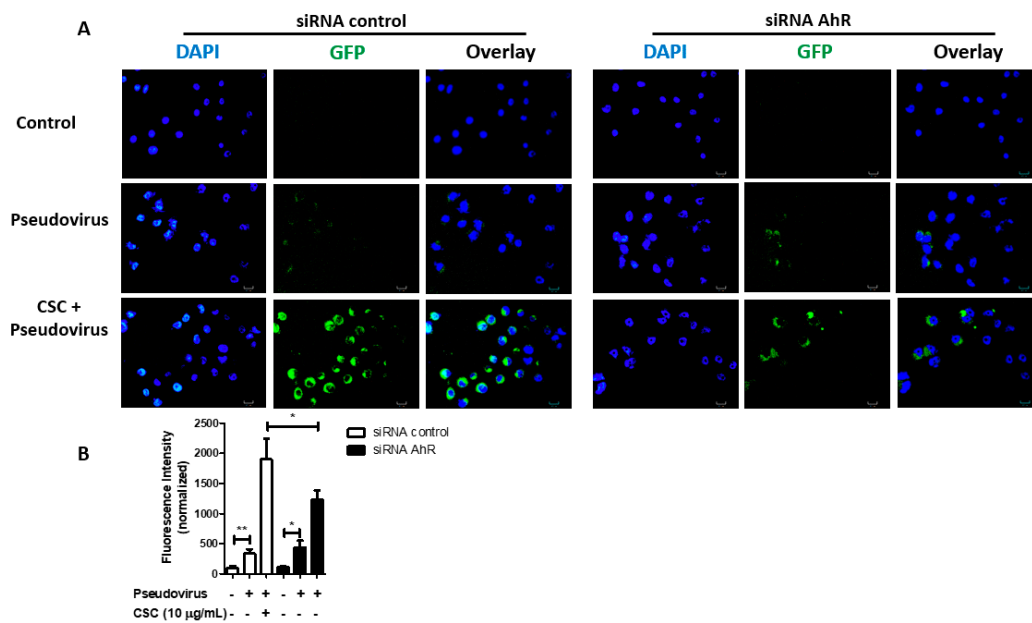 A
siRNA control
siRNA AhR
DAPI
GFP
Overlay
DAPI
GFP
Overlay
Control
Pseudovirus
CSC +
Pseudovirus
B
Fluorescence Intensity
(normalized)
2500
2000
1500
1000
500
0
**
*
*
siRNA control
siRNA AhR
Pseudovirus - + + - + +
CSC (10 µg/mL) - - + - - -